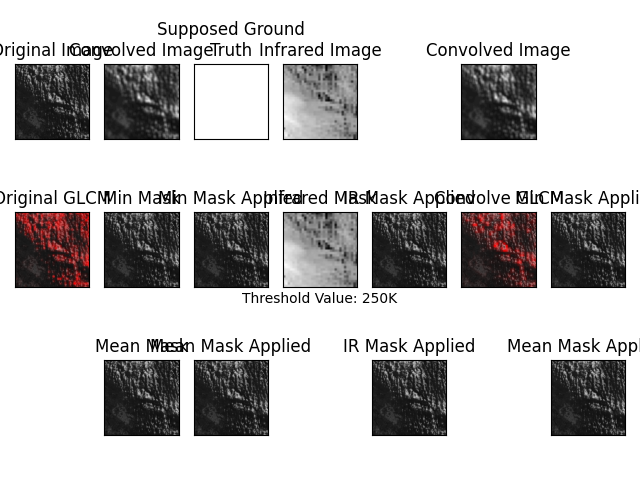 Supposed Ground
Original Image Convolved Image Truth Infrared Image Convolved Image
Original GLCM Min Mask Min Mask Applied Infrared Mask IR Mask Applied Convolve GLCM Min Mask Appli
Threshold Value: 250K
Mean Mask Mean Mask Applied IR Mask Applied Mean Mask Appl